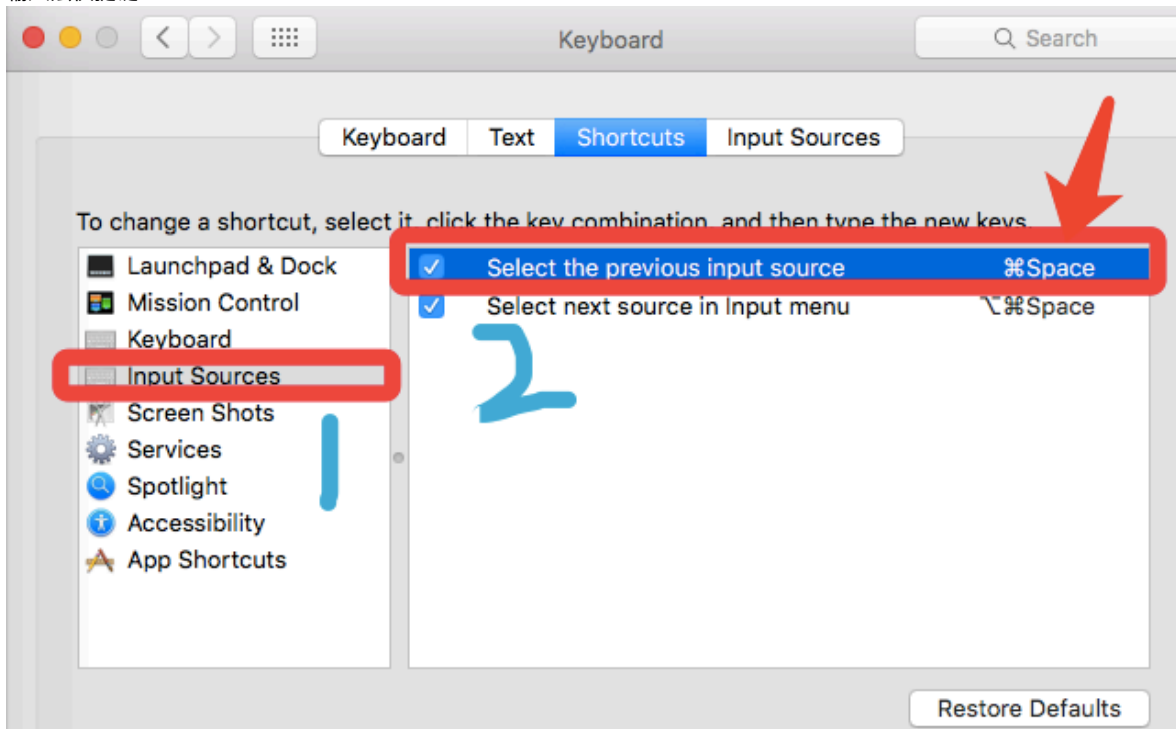 Keyboard
Search
Keyboard Text Shortcuts Input Sources
To change a shortcut, select it, click the key combination, and then type the new keys.
Launchpad & Dock
Mission Control
Keyboard
Input Sources
Screen Shots
Services
Spotlight
Accessibility
App Shortcuts
Select the previous input source ⌘Space
Select next source in Input menu ⌥⌘Space
1
2
Restore Defaults